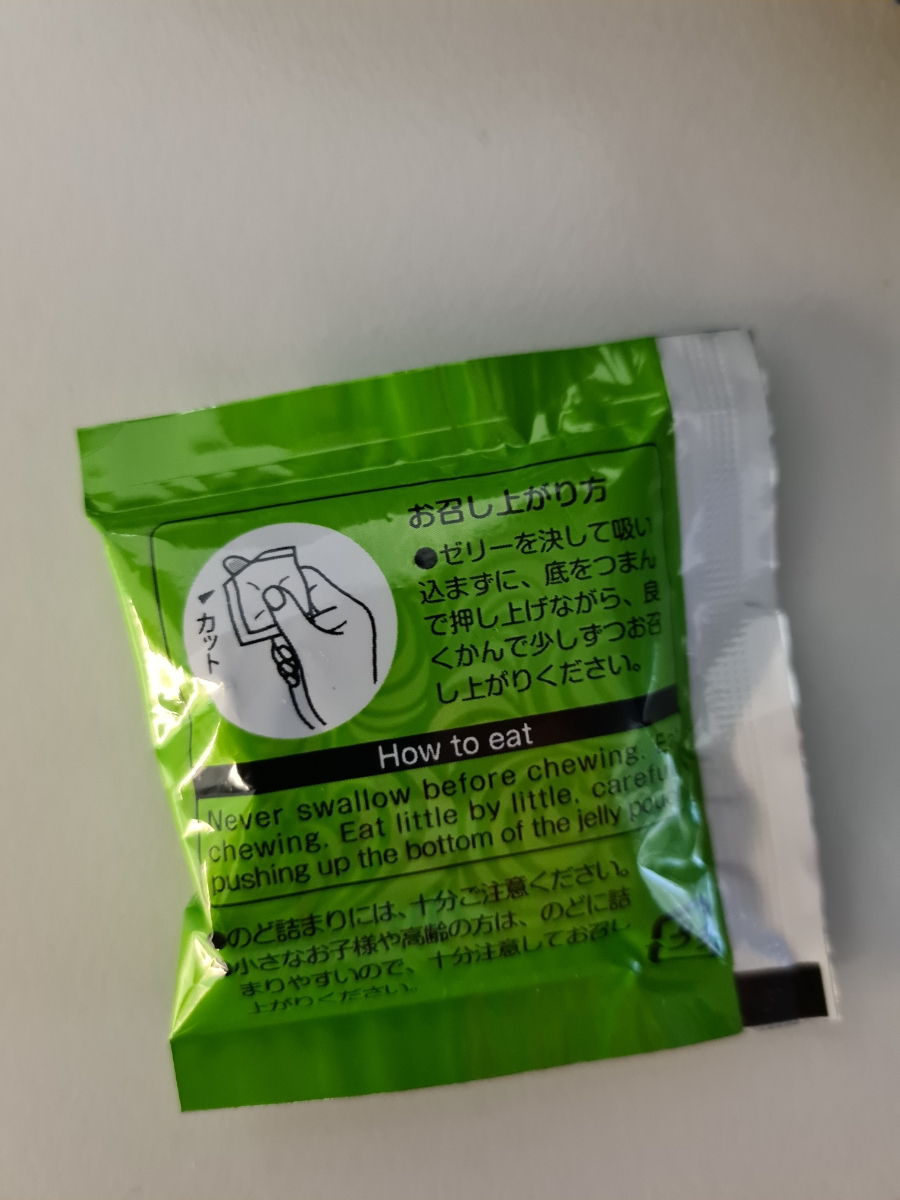 お召し上がり方
●ゼリーを決して吸い
込まずに、底をつまん
で押し上げながら、良
くかんで少しずつお召
し上がりください。
カット
How to eat
Never swallow before chewing.
chewing. Eat little by little,
pushing up the bottom of the jelly
●のど詰まりには、十分ご注意ください。
●小さなお子様や高齢の方は、のどに詰
まりやすいので、十分注意してお召し
上がりください。